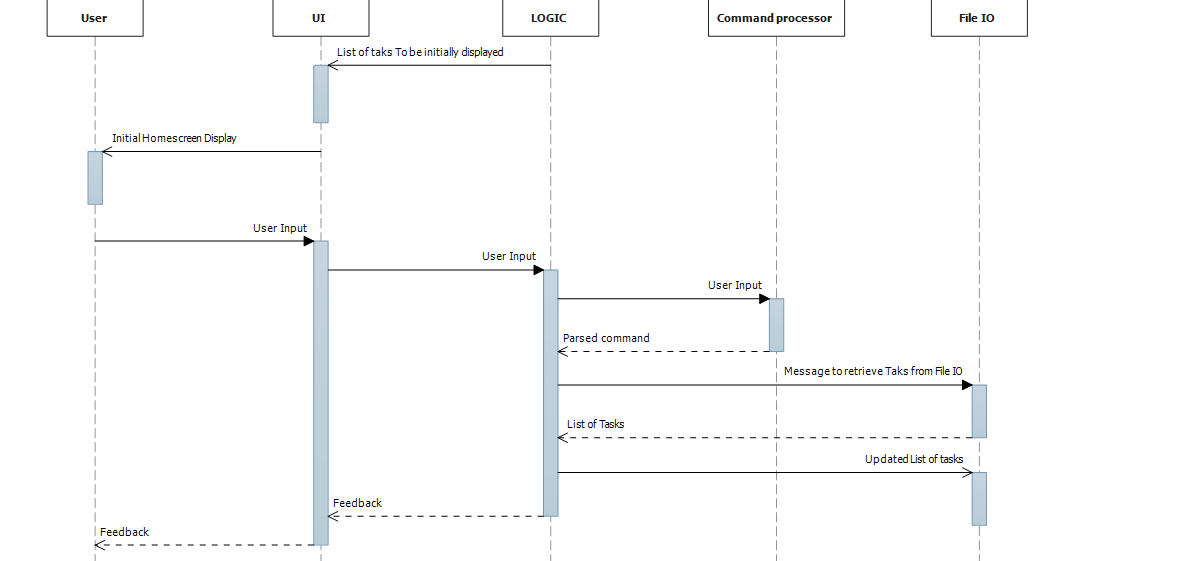 User
UI
LOGIC
Command processor
File IO
List of taks To be initially displayed
Initial Homescreen Display
User Input
User Input
User Input
Parsed command
Message to retrieve Taks from File IO
List of Tasks
Updated List of tasks
Feedback
Feedback